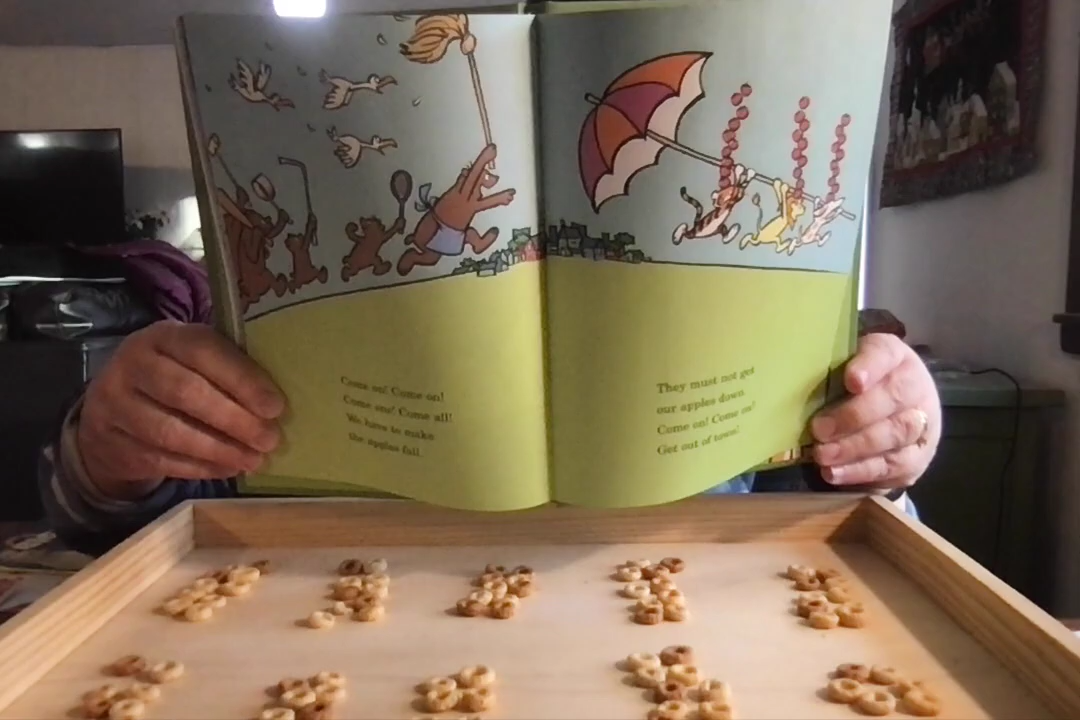 Come on! Come on!
Come one! Come all!
We have to make
the apples fall.
They must not get
our apples down.
Come on! Come on!
Get out of town!